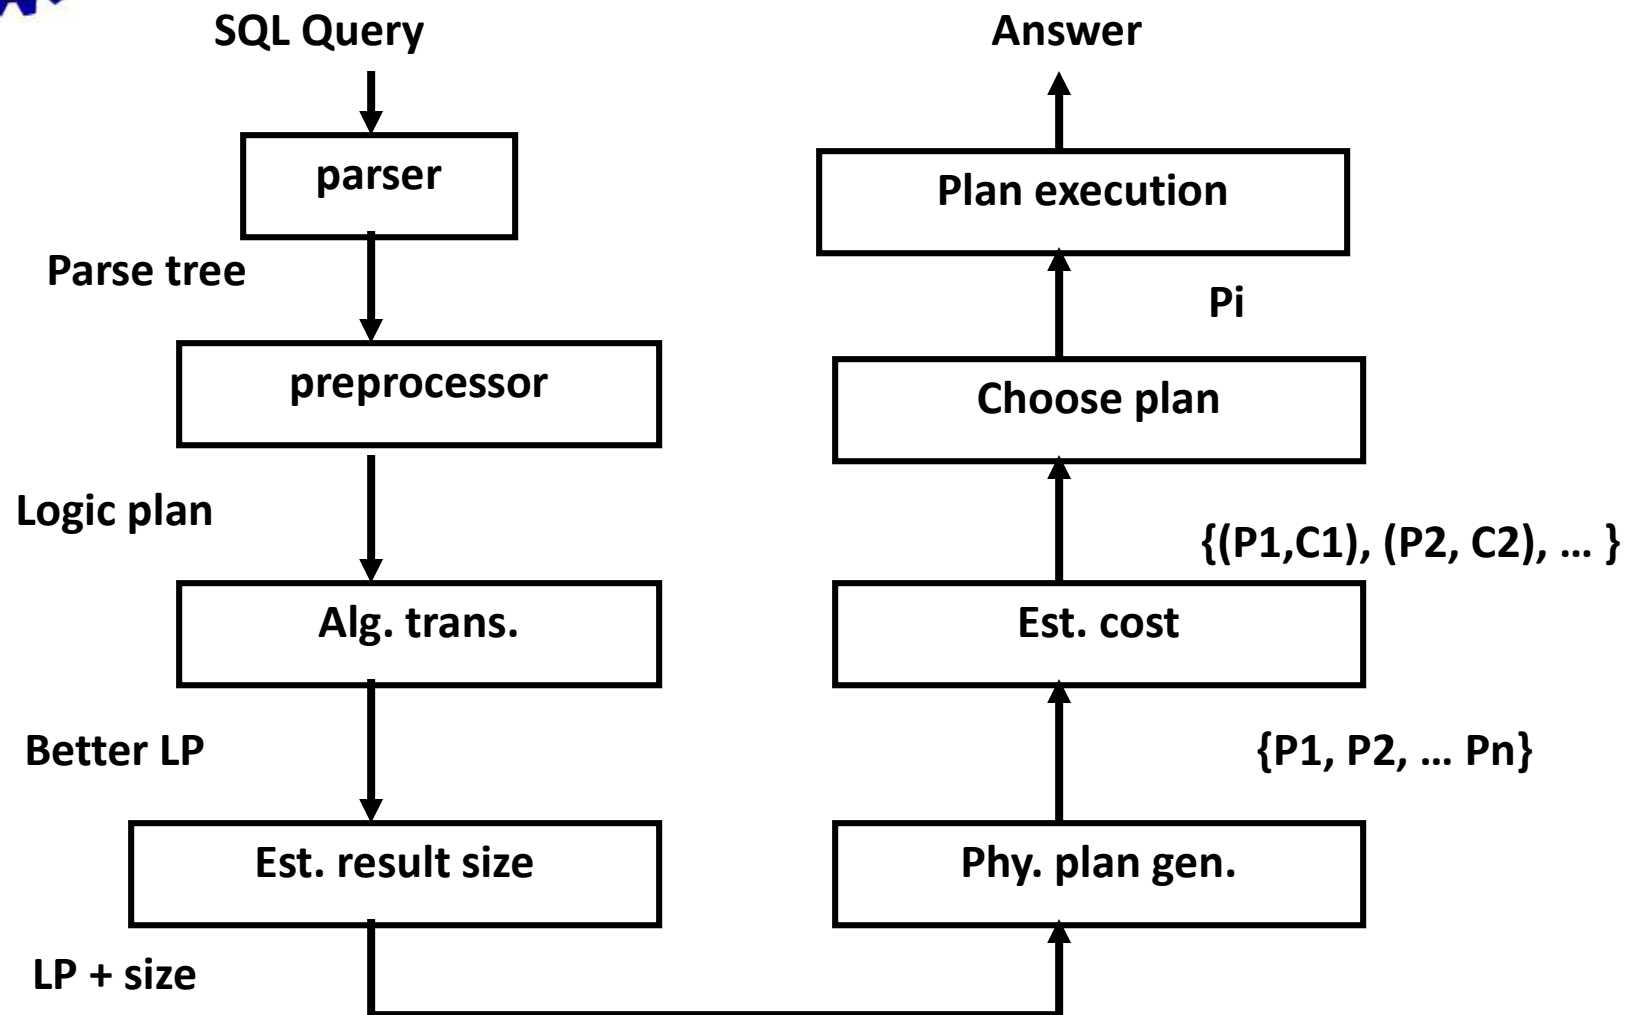 SQL Query
parser
Parse tree
preprocessor
Logic plan
Alg. trans.
Better LP
Est. result size
LP + size
Answer
Plan execution
Pi
Choose plan
{(P1,C1), (P2, C2), ... }
Est. cost
{P1, P2, ... Pn}
Phy. plan gen.